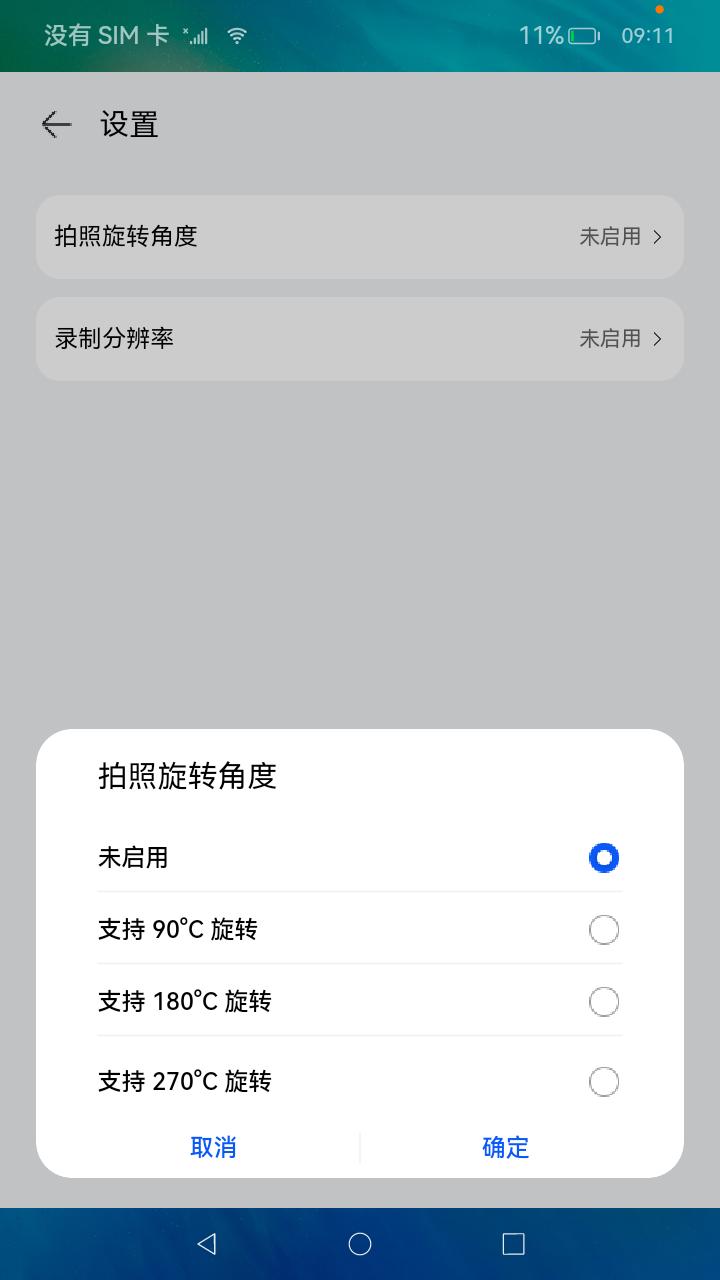 没有 SIM 卡 11% 09:11
设置
拍照旋转角度 未启用
录制分辨率 未启用
拍照旋转角度
未启用
支持 90°C 旋转
支持 180°C 旋转
支持 270°C 旋转
取消 确定